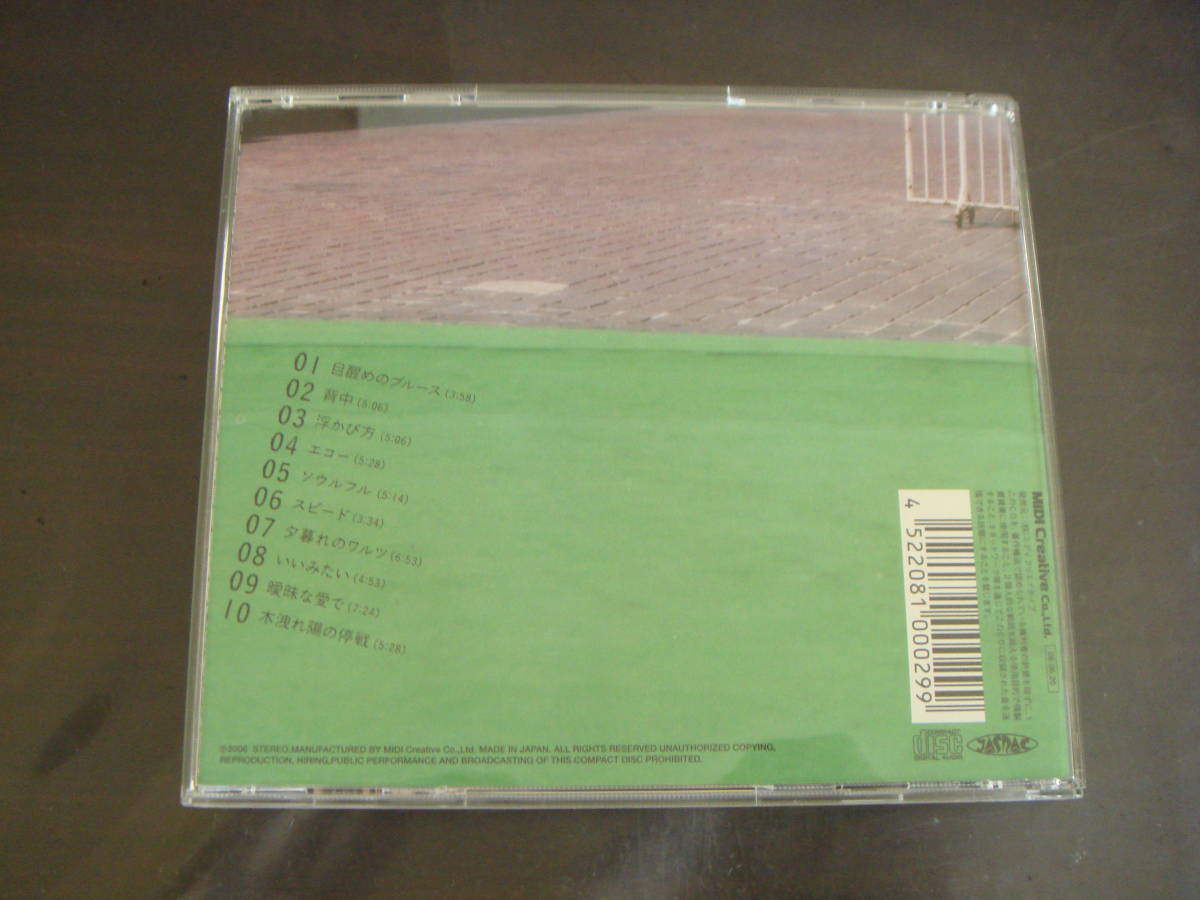 01 目醒めのブルース (3:58)
02 背中 (5:06)
03 浮かび方 (5:06)
04 エコー (5:28)
05 ソウルフル (5:14)
06 スピード (3:34)
07 夕暮れのワルツ (6:53)
08 いいみたい (4:53)
09 曖昧な愛で (7:24)
10 木洩れ陽の停戦 (5:28)
MIDI Creative Co.,Ltd.
4 522081 000299
COMPACT
disc
DIGITAL AUDIO
JASRAC
℗2006 STEREO.MANUFACTURED BY MIDI Creative Co.,Ltd. MADE IN JAPAN. ALL RIGHTS RESERVED UNAUTHORIZED COPYING,
REPRODUCTION, HIRING,PUBLIC PERFORMANCE AND BROADCASTING OF THIS COMPACT DISC PROHIBITED.